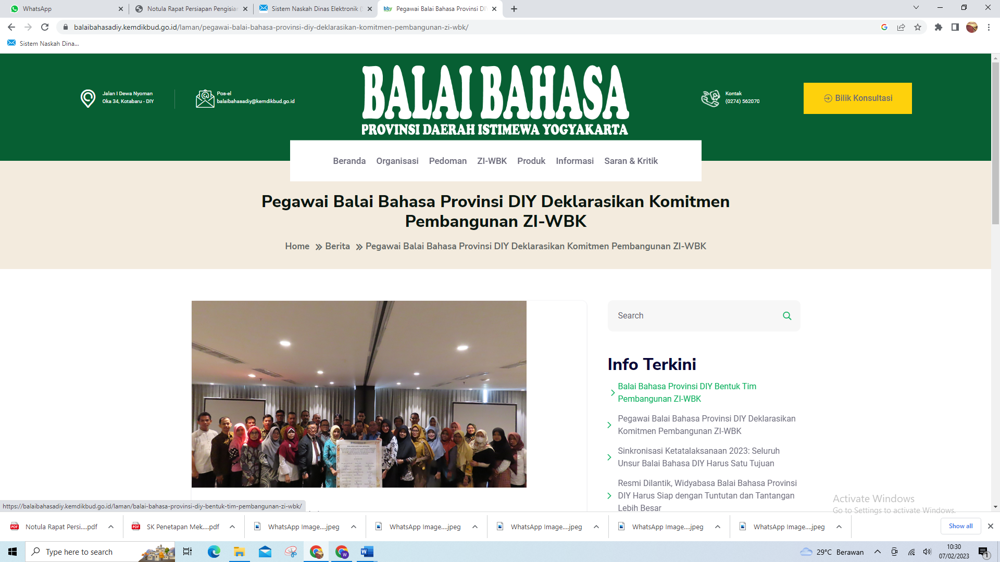 WhatsApp
Notula Rapat Persiapan Pengisian
Sistem Naskah Dinas Elektronik (
Pegawai Balai Bahasa Provinsi DI
balaibahasadiy.kemdikbud.go.id/laman/pegawai-balai-bahasa-provinsi-diy-deklarasikan-komitmen-pembangunan-zi-wbk/
Sistem Naskah Dina...
Jalan I Dewa Nyoman
Oka 34, Kotabaru - DIY
Pos-el
balaibahasadiy@kemdikbud.go.id
BALAI BAHASA
PROVINSI DAERAH ISTIMEWA YOGYAKARTA
Kontak
(0274) 562070
Bilik Konsultasi
Beranda Organisasi Pedoman ZI-WBK Produk Informasi Saran & Kritik
Pegawai Balai Bahasa Provinsi DIY Deklarasikan Komitmen
Pembangunan ZI-WBK
Home Berita Pegawai Balai Bahasa Provinsi DIY Deklarasikan Komitmen Pembangunan ZI-WBK
Search
Info Terkini
Balai Bahasa Provinsi DIY Bentuk Tim
Pembangunan ZI-WBK
Pegawai Balai Bahasa Provinsi DIY Deklarasikan
Komitmen Pembangunan ZI-WBK
Sinkronisasi Ketatalaksanaan 2023: Seluruh
Unsur Balai Bahasa DIY Harus Satu Tujuan
Resmi Dilantik, Widyabasa Balai Bahasa Provinsi
DIY Harus Siap dengan Tuntutan dan Tantangan
Lebih Besar
Activate Windows
Go to Settings to activate Windows.
https://balaibahasadiy.kemdikbud.go.id/laman/balai-bahasa-provinsi-diy-bentuk-tim-pembangunan-zi-wbk/
Notula Rapat Persi....pdf
SK Penetapan Mek....pdf
WhatsApp Image....jpeg
WhatsApp Image....jpeg
WhatsApp Image....jpeg
WhatsApp Image....jpeg
WhatsApp Image....jpeg
Show all
Type here to search
29°C Berawan
10:30
07/02/2023
1